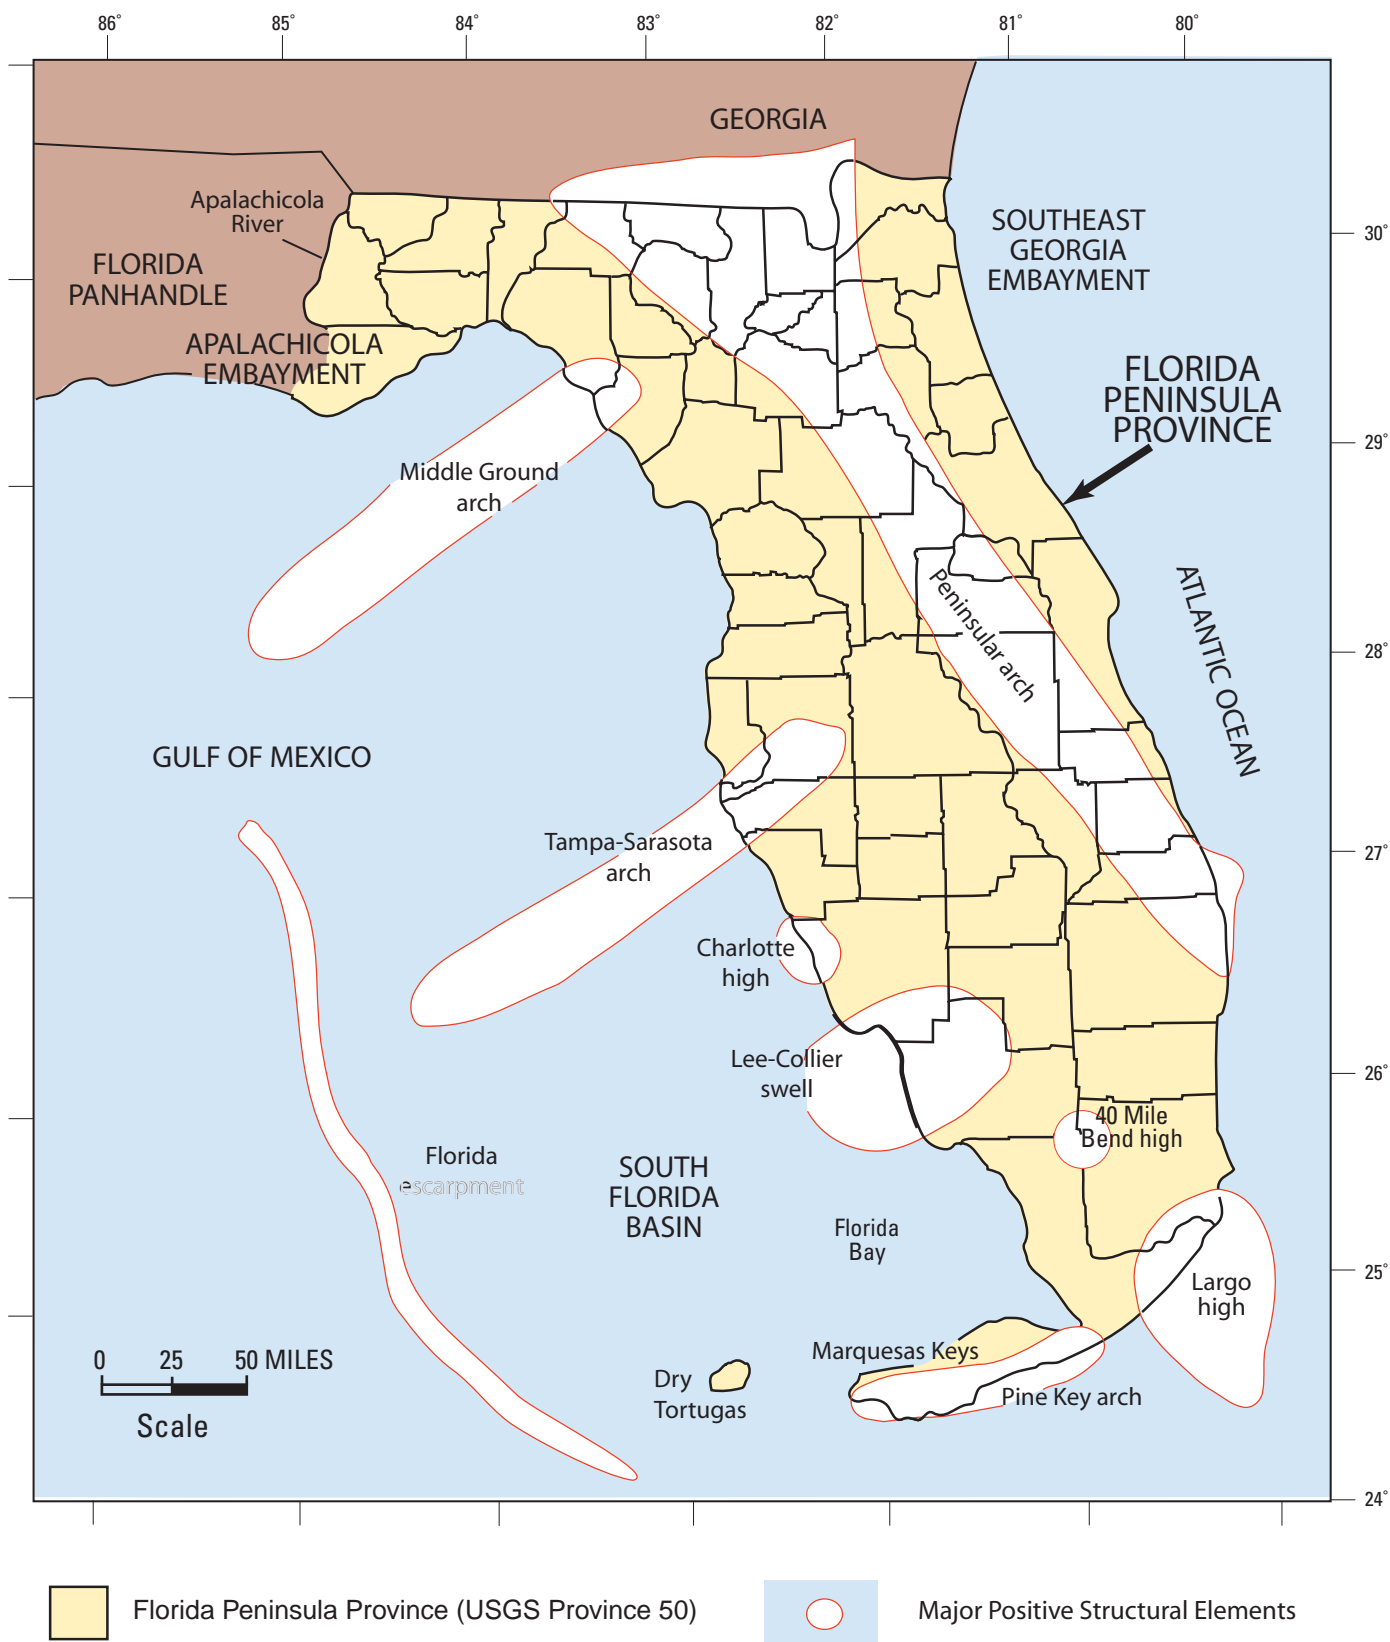 86°
85°
84°
83°
82°
81°
80°
GEORGIA
Apalachicola
River
FLORIDA
PANHANDLE
APALACHICOLA
EMBAYMENT
SOUTHEAST
GEORGIA
EMBAYMENT
30°
FLORIDA
PENINSULA
PROVINCE
29°
Middle Ground
arch
Peninsular arch
ATLANTIC OCEAN
28°
GULF OF MEXICO
Tampa-Sarasota
arch
27°
Charlotte
high
Lee-Collier
swell
26°
40 Mile
Bend high
Florida
escarpment
SOUTH
FLORIDA
BASIN
Florida
Bay
25°
Largo
high
Marquesas Keys
Dry
Tortugas
Pine Key arch
0 25 50 MILES
Scale
24°
Florida Peninsula Province (USGS Province 50)
Major Positive Structural Elements